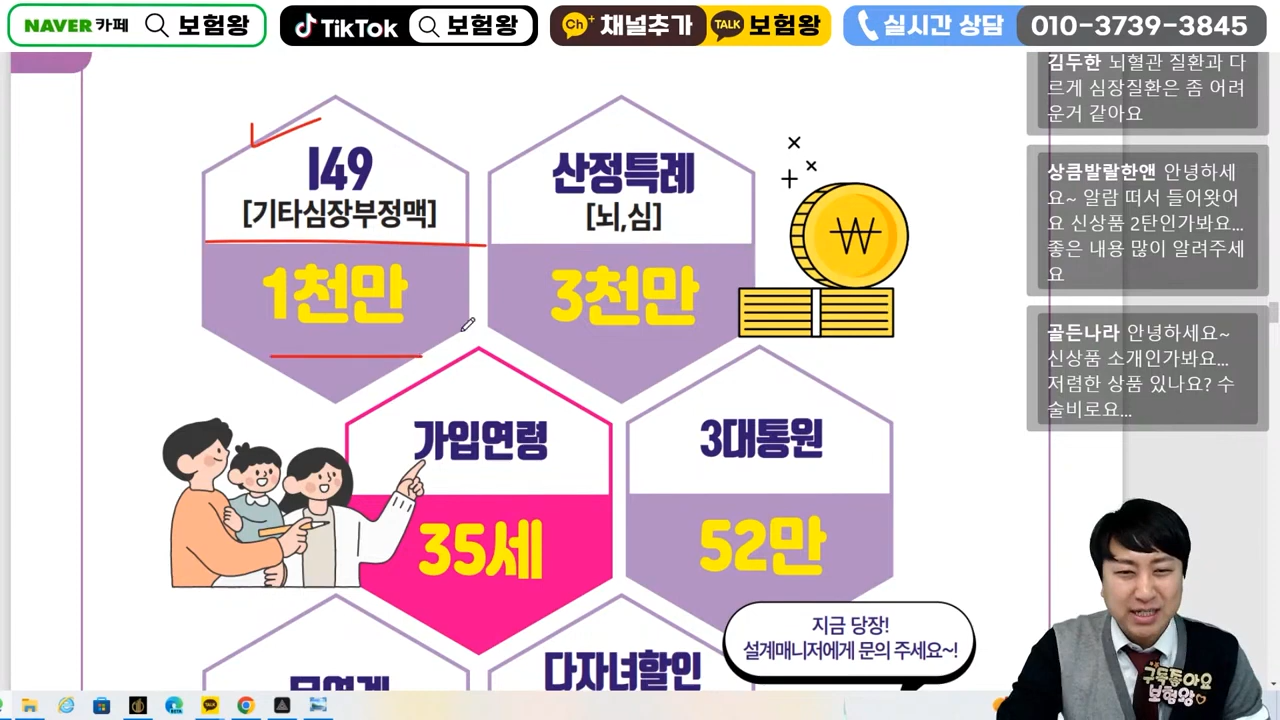 NAVER 카페 보험왕
TikTok 보험왕
Ch+ 채널추가 TALK 보험왕
실시간 상담 010-3739-3845
I49
[기타심장부정맥]
1천만
산정특례
[뇌,심]
3천만
가입연령
35세
3대통원
52만
다자녀할인
지금 당장!
설계매니저에게 문의 주세요~!
김두한 뇌혈관 질환과 다
르게 심장질환은 좀 어려
운거 같아요
상큼발랄한앤 안녕하세
요~ 알람 떠서 들어왓어
요 신상품 2탄인가봐요...
좋은 내용 많이 알려주세
요
골든나라 안녕하세요~
신상품 소개인가봐요...
저렴한 상품 있나요? 수
술비로요...
구독좋아요
보험왕